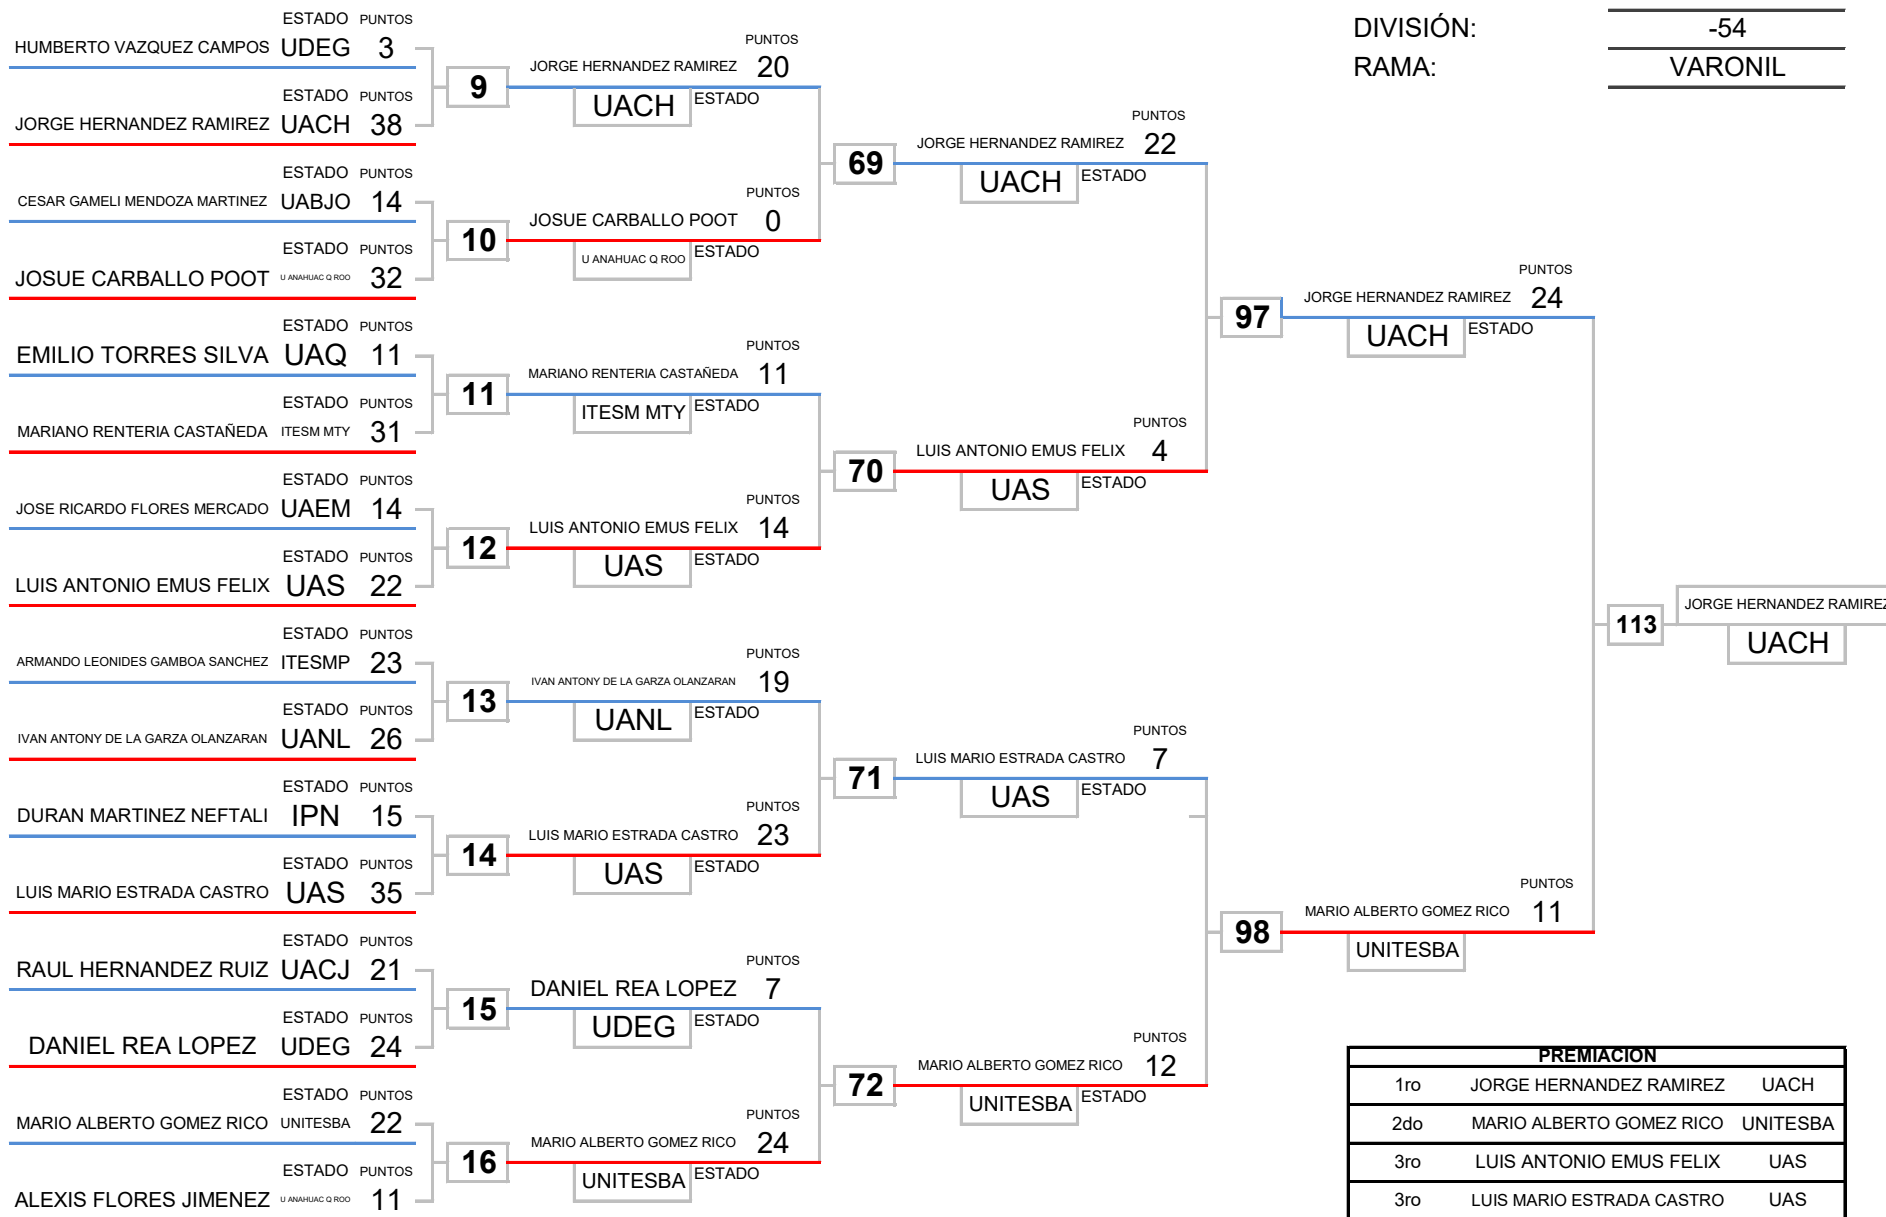 DIVISIÓN: -54
RAMA: VARONIL
ESTADO PUNTOS
HUMBERTO VAZQUEZ CAMPOS UDEG 3
9
ESTADO PUNTOS
JORGE HERNANDEZ RAMIREZ UACH 38
ESTADO PUNTOS
CESAR GAMELI MENDOZA MARTINEZ UABJO 14
10
ESTADO PUNTOS
JOSUE CARBALLO POOT U ANAHUAC Q ROO 32
ESTADO PUNTOS
EMILIO TORRES SILVA UAQ 11
11
ESTADO PUNTOS
MARIANO RENTERIA CASTAÑEDA ITESM MTY 31
ESTADO PUNTOS
JOSE RICARDO FLORES MERCADO UAEM 14
12
ESTADO PUNTOS
LUIS ANTONIO EMUS FELIX UAS 22
ESTADO PUNTOS
ARMANDO LEONIDES GAMBOA SANCHEZ ITESMP 23
13
ESTADO PUNTOS
IVAN ANTONY DE LA GARZA OLANZARAN UANL 26
ESTADO PUNTOS
DURAN MARTINEZ NEFTALI IPN 15
14
ESTADO PUNTOS
LUIS MARIO ESTRADA CASTRO UAS 35
ESTADO PUNTOS
RAUL HERNANDEZ RUIZ UACJ 21
15
ESTADO PUNTOS
DANIEL REA LOPEZ UDEG 24
ESTADO PUNTOS
MARIO ALBERTO GOMEZ RICO UNITESBA 22
16
ESTADO PUNTOS
ALEXIS FLORES JIMENEZ U ANAHUAC Q ROO 11
PUNTOS
JORGE HERNANDEZ RAMIREZ 20
UACH ESTADO
69
PUNTOS
JOSUE CARBALLO POOT 0
U ANAHUAC Q ROO ESTADO
PUNTOS
MARIANO RENTERIA CASTAÑEDA 11
ITESM MTY ESTADO
70
PUNTOS
LUIS ANTONIO EMUS FELIX 14
UAS ESTADO
PUNTOS
IVAN ANTONY DE LA GARZA OLANZARAN 19
UANL ESTADO
71
PUNTOS
LUIS MARIO ESTRADA CASTRO 23
UAS ESTADO
PUNTOS
DANIEL REA LOPEZ 7
UDEG ESTADO
72
PUNTOS
MARIO ALBERTO GOMEZ RICO 24
UNITESBA ESTADO
PUNTOS
JORGE HERNANDEZ RAMIREZ 22
UACH ESTADO
97
PUNTOS
LUIS ANTONIO EMUS FELIX 4
UAS ESTADO
PUNTOS
LUIS MARIO ESTRADA CASTRO 7
UAS ESTADO
98
PUNTOS
MARIO ALBERTO GOMEZ RICO 12
UNITESBA ESTADO
PUNTOS
JORGE HERNANDEZ RAMIREZ 24
UACH ESTADO
113
PUNTOS
MARIO ALBERTO GOMEZ RICO 11
UNITESBA
JORGE HERNANDEZ RAMIREZ
UACH
PREMIACION
1ro JORGE HERNANDEZ RAMIREZ UACH
2do MARIO ALBERTO GOMEZ RICO UNITESBA
3ro LUIS ANTONIO EMUS FELIX UAS
3ro LUIS MARIO ESTRADA CASTRO UAS